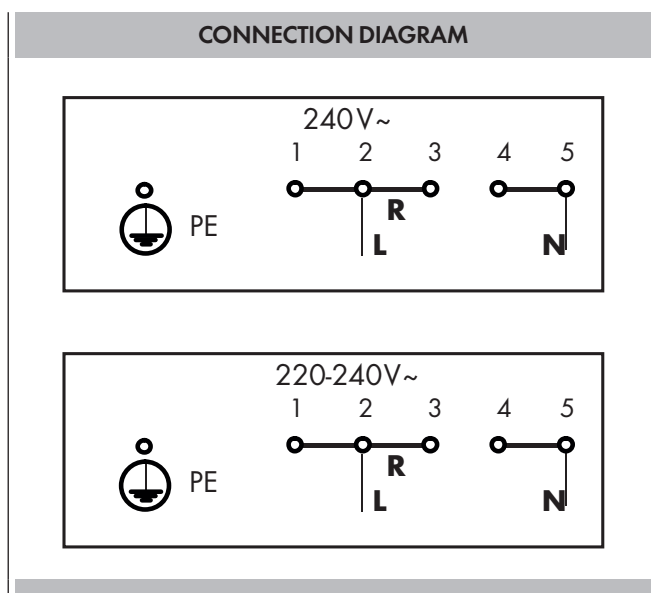 CONNECTION DIAGRAM
240V~
1 2 3 4 5
PE
R
L
N
220-240V~
1 2 3 4 5
PE
R
L
N